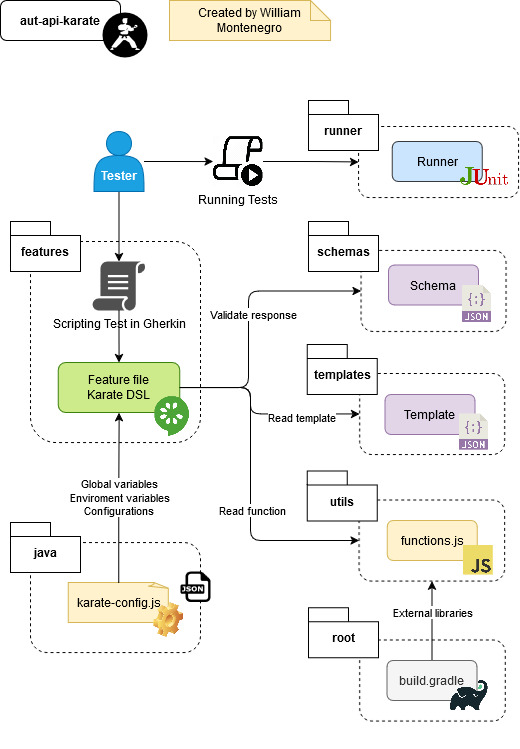 aut-api-karate
Created by William
Montenegro
runner
Tester
Running Tests
Runner
JUnit
features
Scripting Test in Gherkin
Feature file
Karate DSL
schemas
Schema
JSON
Validate response
templates
Template
JSON
Read template
Global variables
Enviroment variables
Configurations
Read function
utils
functions.js
JS
java
JSON
karate-config.js
External libraries
root
build.gradle